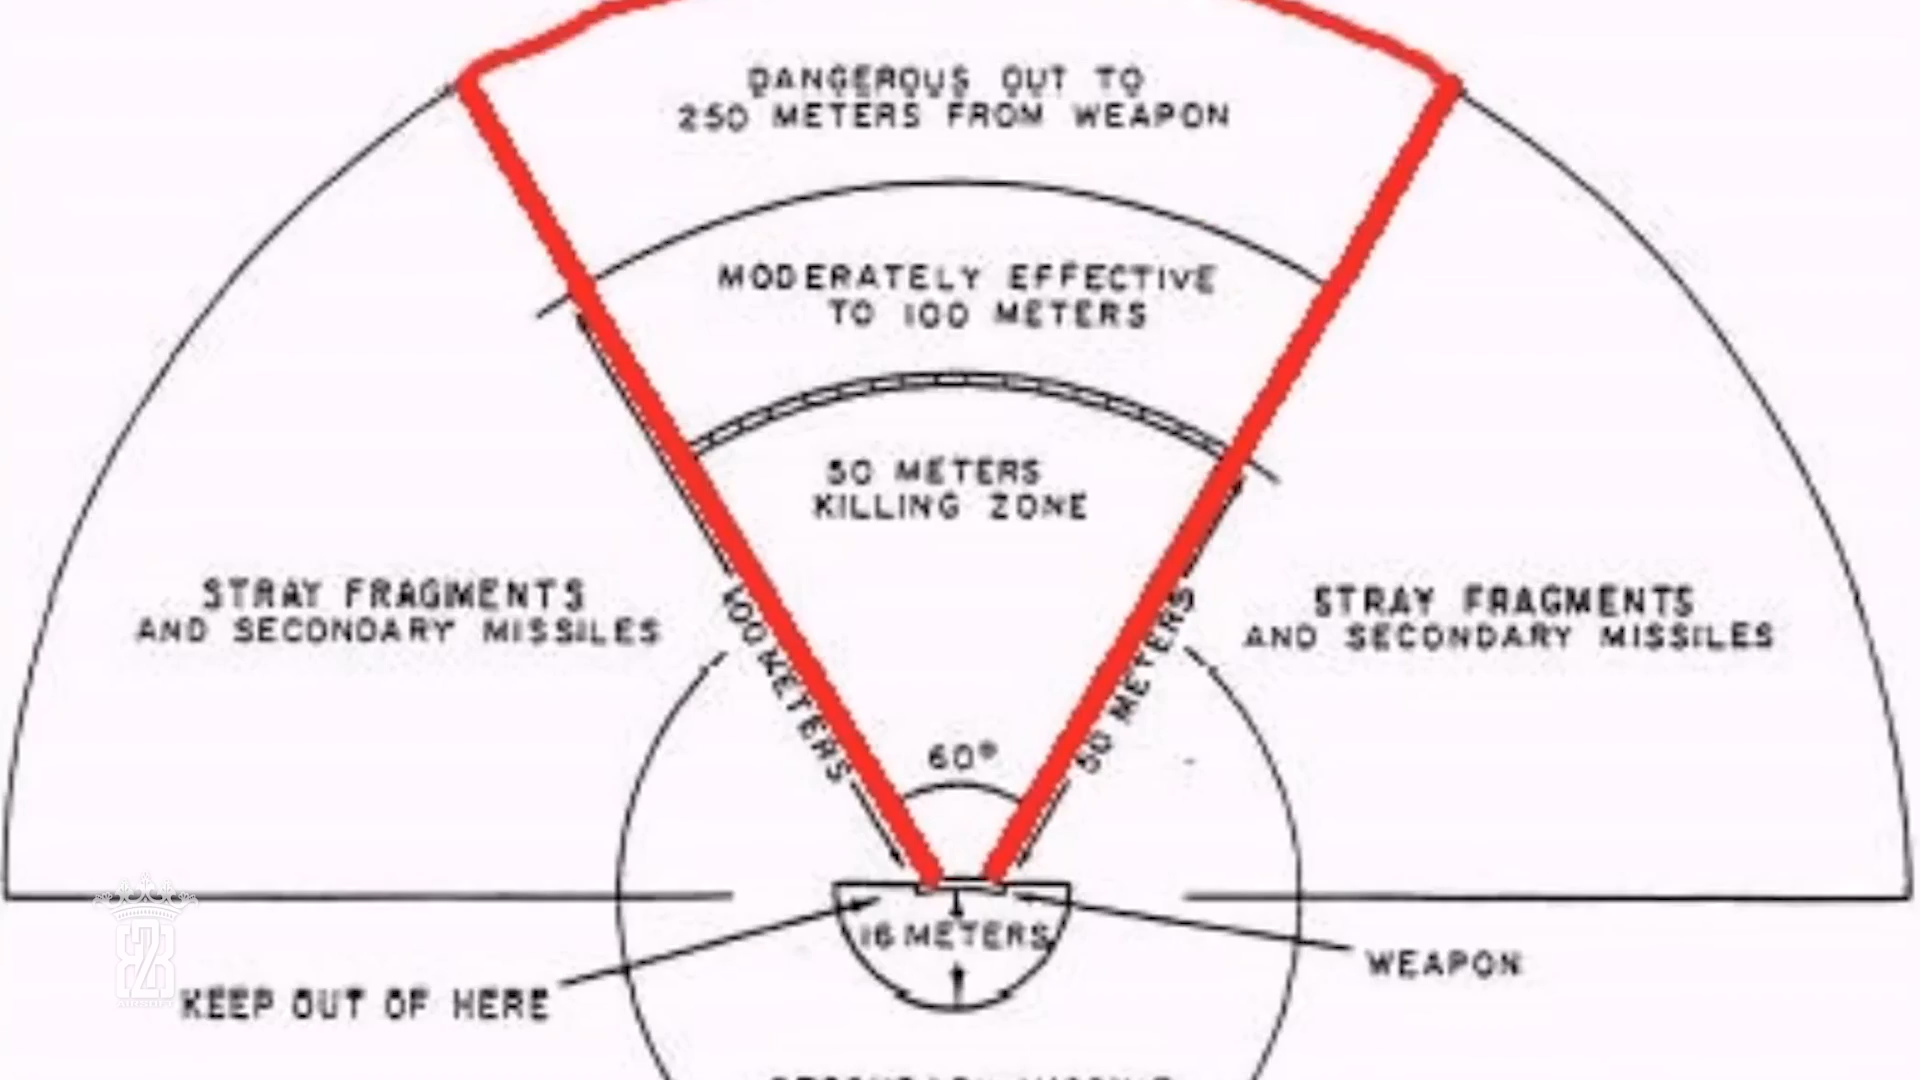 DANGEROUS OUT TO
250 METERS FROM WEAPON
MODERATELY EFFECTIVE
TO 100 METERS
50 METERS
KILLING ZONE
STRAY FRAGMENTS
AND SECONDARY MISSILES
STRAY FRAGMENTS
AND SECONDARY MISSILES
100 METERS
50 METERS
60°
16 METERS
WEAPON
KEEP OUT OF HERE